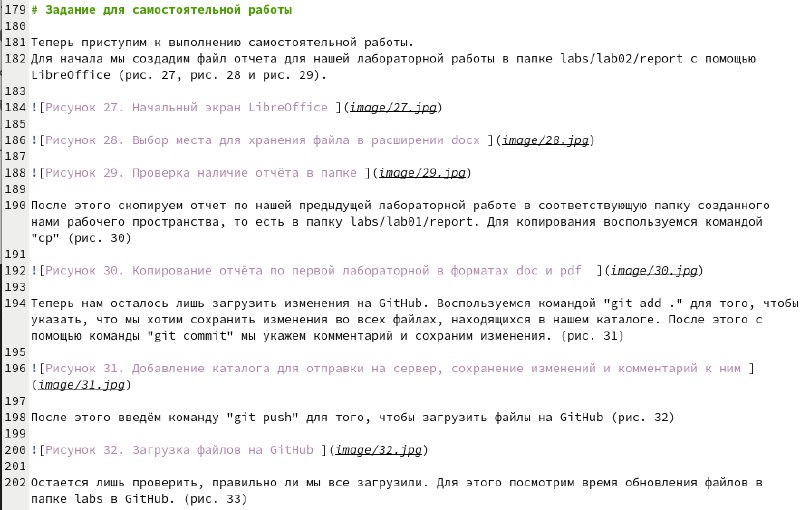 179 # Задание для самостоятельной работы
180
181 Теперь приступим к выполнению самостоятельной работы.
182 Для начала мы создадим файл отчета для нашей лабораторной работы в папке labs/lab02/report с помощью
LibreOffice (рис. 27, рис. 28 и рис. 29).
183
184 ![Рисунок 27. Начальный экран LibreOffice ](image/27.jpg)
185
186 ![Рисунок 28. Выбор места для хранения файла в расширении docx ](image/28.jpg)
187
188 ![Рисунок 29. Проверка наличие отчёта в папке ](image/29.jpg)
189
190 После этого скопируем отчет по нашей предыдущей лабораторной работе в соответствующую папку созданного
нами рабочего пространства, то есть в папку labs/lab01/report. Для копирования воспользуемся командой
"cp" (рис. 30)
191
192 ![Рисунок 30. Копирование отчёта по первой лабораторной в форматах doc и pdf  ](image/30.jpg)
193
194 Теперь нам осталось лишь загрузить изменения на GitHub. Воспользуемся командой "git add ." для того, чтобы
указать, что мы хотим сохранить изменения во всех файлах, находящихся в нашем каталоге. После этого с
помощью команды "git commit" мы укажем комментарий и сохраним изменения. (рис. 31)
195
196 ![Рисунок 31. Добавление каталога для отправки на сервер, сохранение изменений и комментарий к ним ]
(image/31.jpg)
197
198 После этого введём команду "git push" для того, чтобы загрузить файлы на GitHub (рис. 32)
199
200 ![Рисунок 32. Загрузка файлов на GitHub ](image/32.jpg)
201
202 Остается лишь проверить, правильно ли мы все загрузили. Для этого посмотрим время обновления файлов в
папке labs в GitHub. (рис. 33)